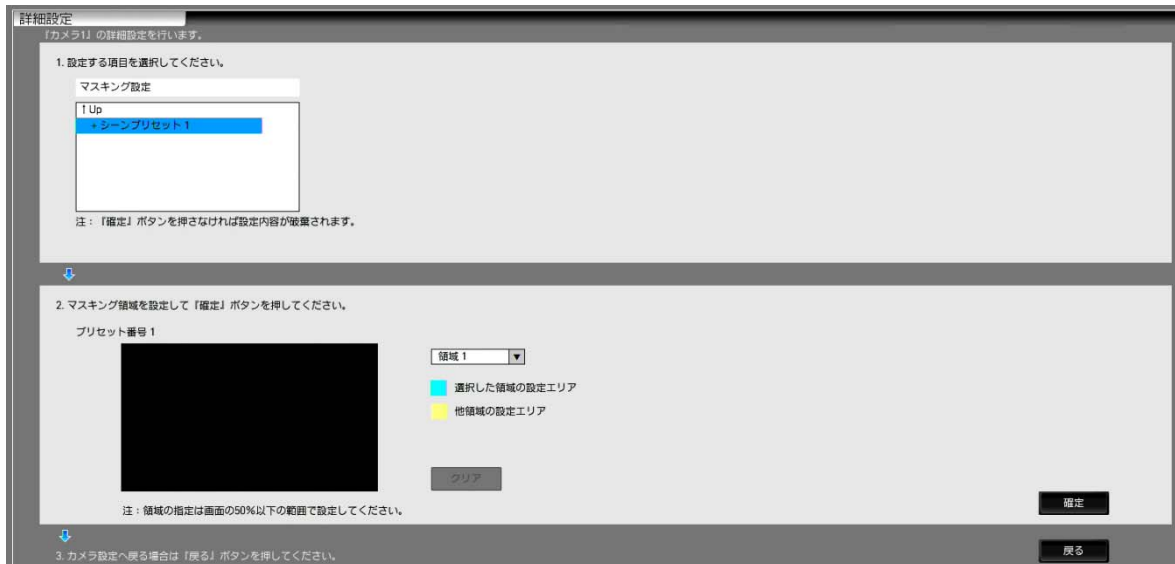 詳細設定
『カメラ1』の詳細設定を行います。
1. 設定する項目を選択してください。
マスキング設定
↑Up
+シーンプリセット1
注：『確定』ボタンを押さなければ設定内容が破棄されます。
2. マスキング領域を設定して『確定』ボタンを押してください。
プリセット番号1
領域1
選択した領域の設定エリア
他領域の設定エリア
クリア
注：領域の指定は画面の50%以下の範囲で設定してください。
確定
3. カメラ設定へ戻る場合は『戻る』ボタンを押してください。
戻る